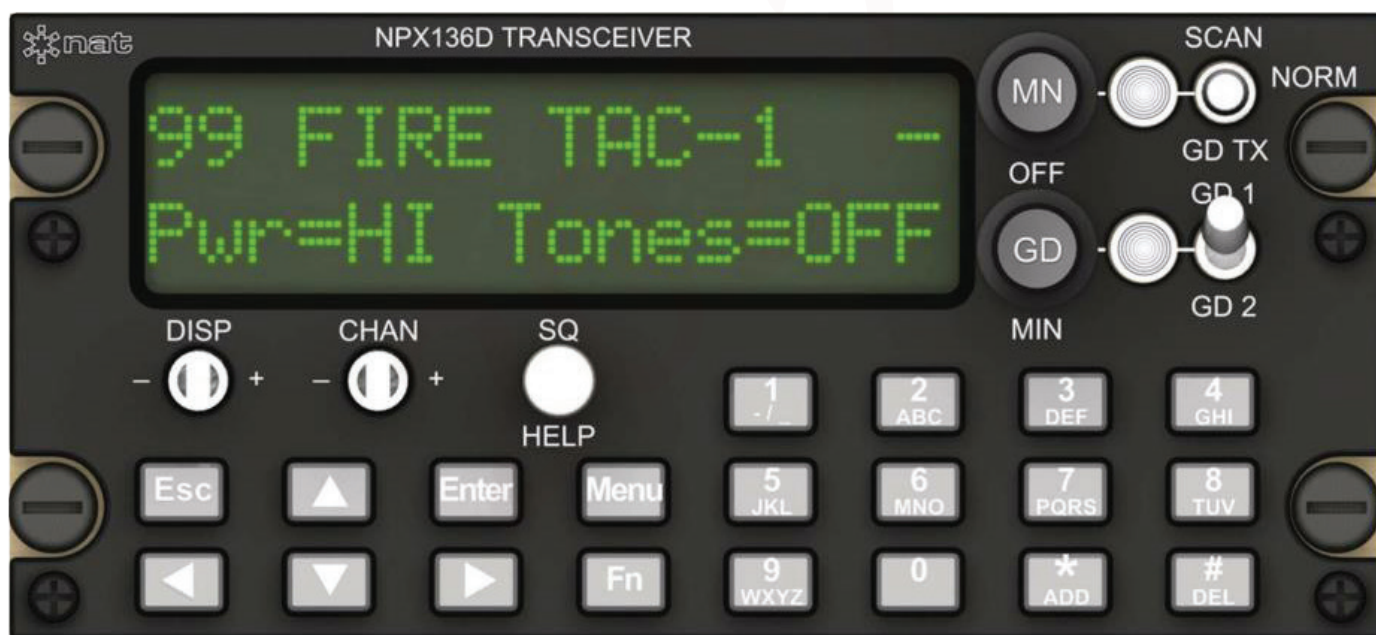 nat
NPX136D TRANSCEIVER
99 FIRE TAC-1 -
Pwr=HI Tones=OFF
MN
OFF
GD
MIN
SCAN
NORM
GD TX
GD 1
GD 2
DISP
- +
CHAN
- +
SQ
HELP
1 2 3 4
- / _ ABC DEF GHI
Esc Enter Menu
5 6 7 8
JKL MNO PQRS TUV
Fn
9 0 * #
WXYZ ADD DEL